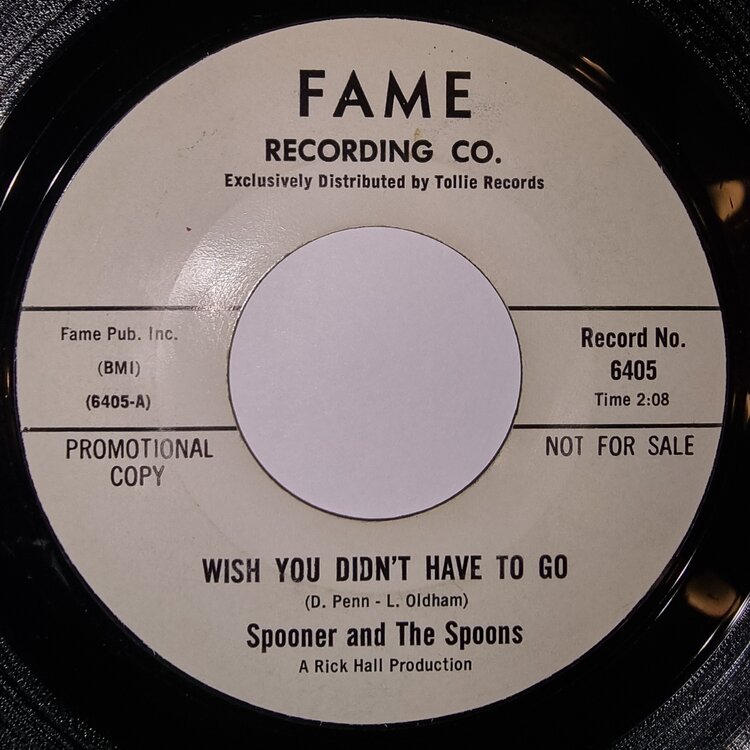 FAME
RECORDING CO.
Exclusively Distributed by Tollie Records
Fame Pub. Inc.
(BMI)
(6405-A)
Record No.
6405
Time 2:08
PROMOTIONAL
COPY
NOT FOR SALE
WISH YOU DIDN'T HAVE TO GO
(D. Penn - L. Oldham)
Spooner and The Spoons
A Rick Hall Production